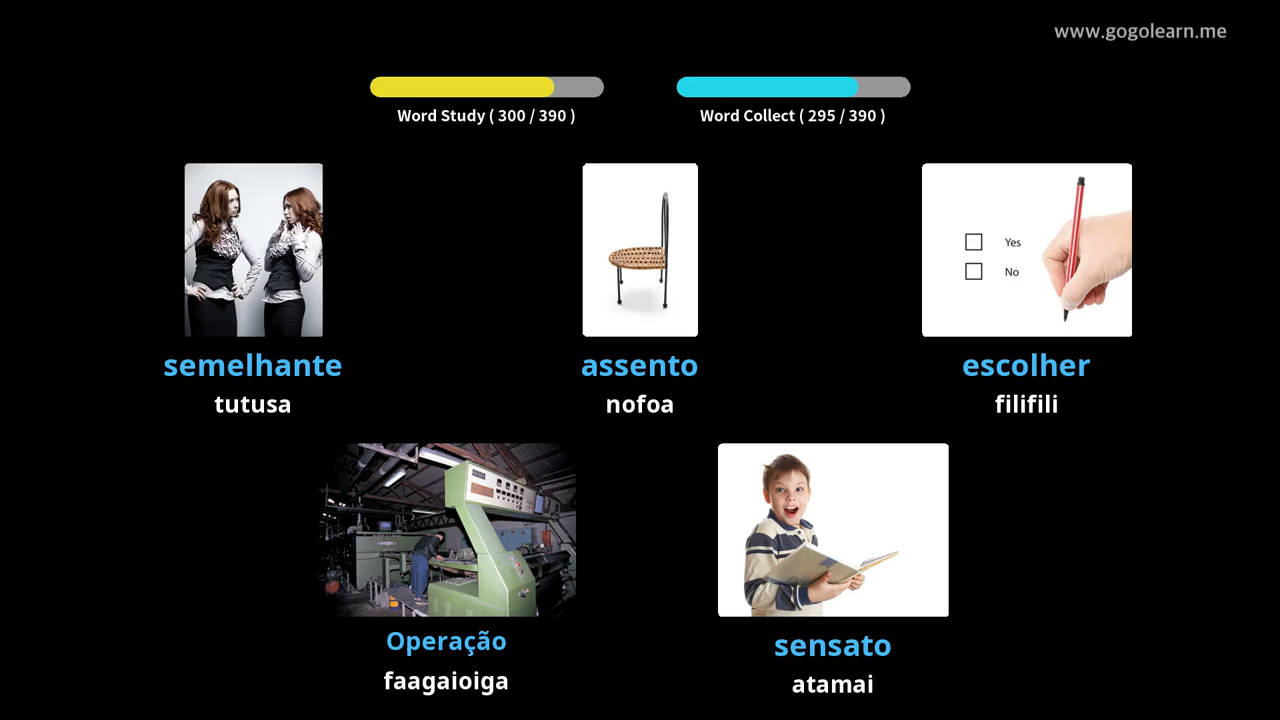 www.gogolearn.me
Word Study ( 300 / 390 )
Word Collect ( 295 / 390 )
Yes
No
semelhante
assento
escolher
tutusa
nofoa
filifili
Operação
sensato
faagaioiga
atamai